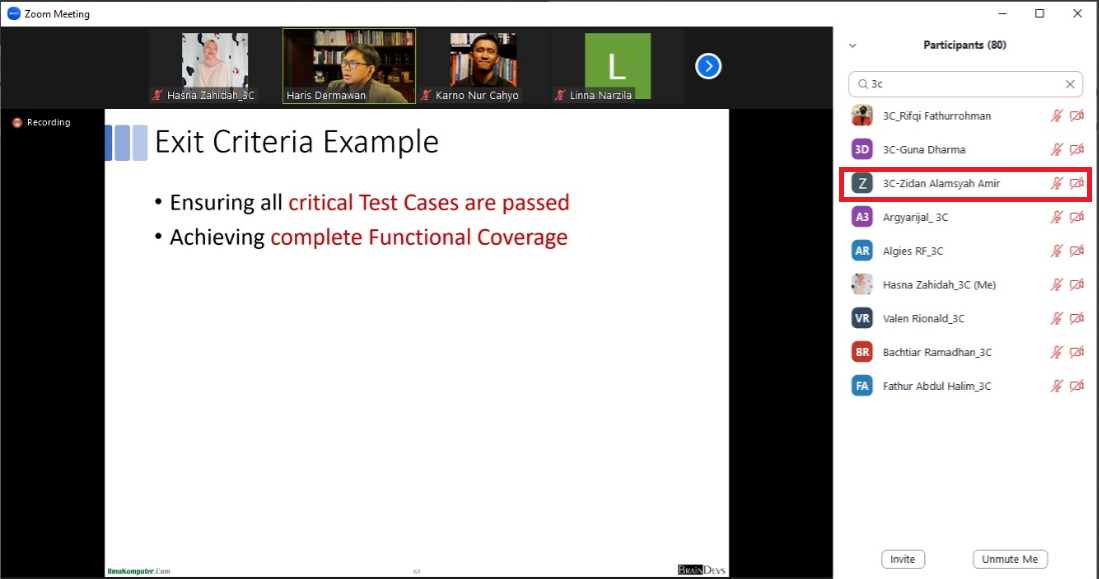 Zoom Meeting
Hasna Zahidah_3C
Haris Dermawan
Karno Nur Cahyo
L
Linna Narzila
Recording
Exit Criteria Example
• Ensuring all critical Test Cases are passed
• Achieving complete Functional Coverage
IlmuKomputer.Com
63
BRAINDEVS
Participants (80)
3c
3C_Rifqi Fathurrohman
3D
3C-Guna Dharma
Z
3C-Zidan Alamsyah Amir
A3
Argyarijal_ 3C
AR
Algies RF_3C
Hasna Zahidah_3C (Me)
VR
Valen Rionald_3C
BR
Bachtiar Ramadhan_3C
FA
Fathur Abdul Halim_3C
Invite
Unmute Me